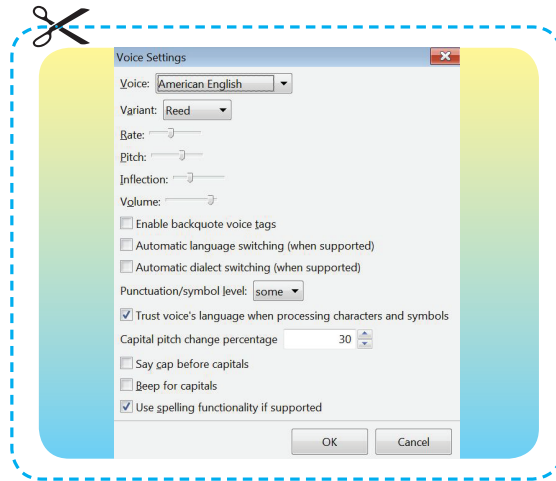 Voice Settings
Voice: American English
Variant: Reed
Rate:
Pitch:
Inflection:
Volume:
Enable backquote voice tags
Automatic language switching (when supported)
Automatic dialect switching (when supported)
Punctuation/symbol level: some
Trust voice's language when processing characters and symbols
Capital pitch change percentage 30
Say cap before capitals
Beep for capitals
Use spelling functionality if supported
OK Cancel